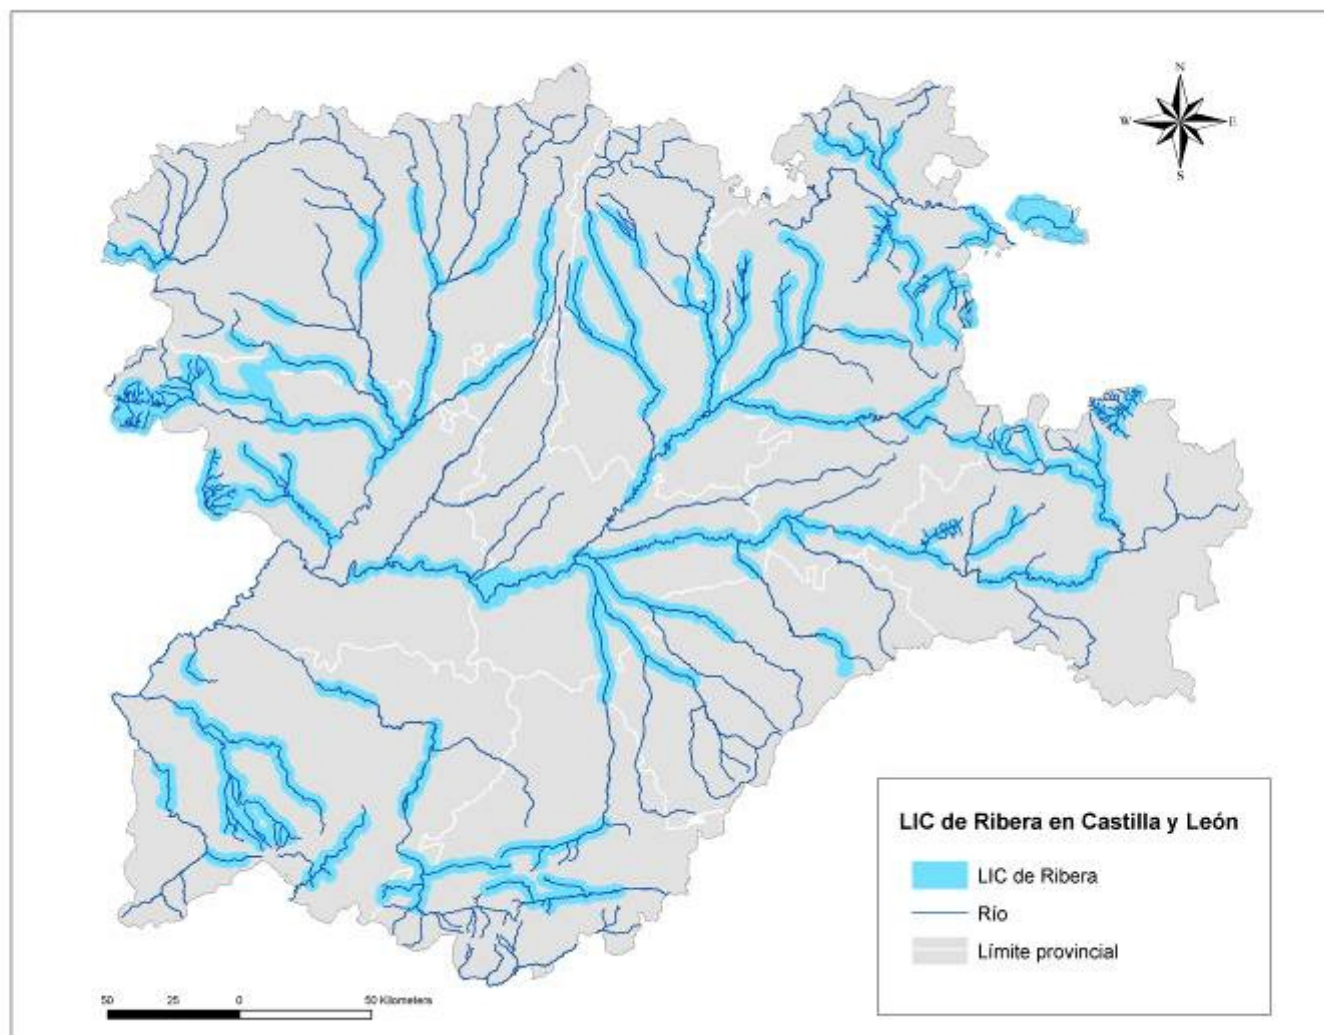 N
W E
S
LIC de Ribera en Castilla y León
LIC de Ribera
Río
Límite provincial
50 25 0 50 Kilometers